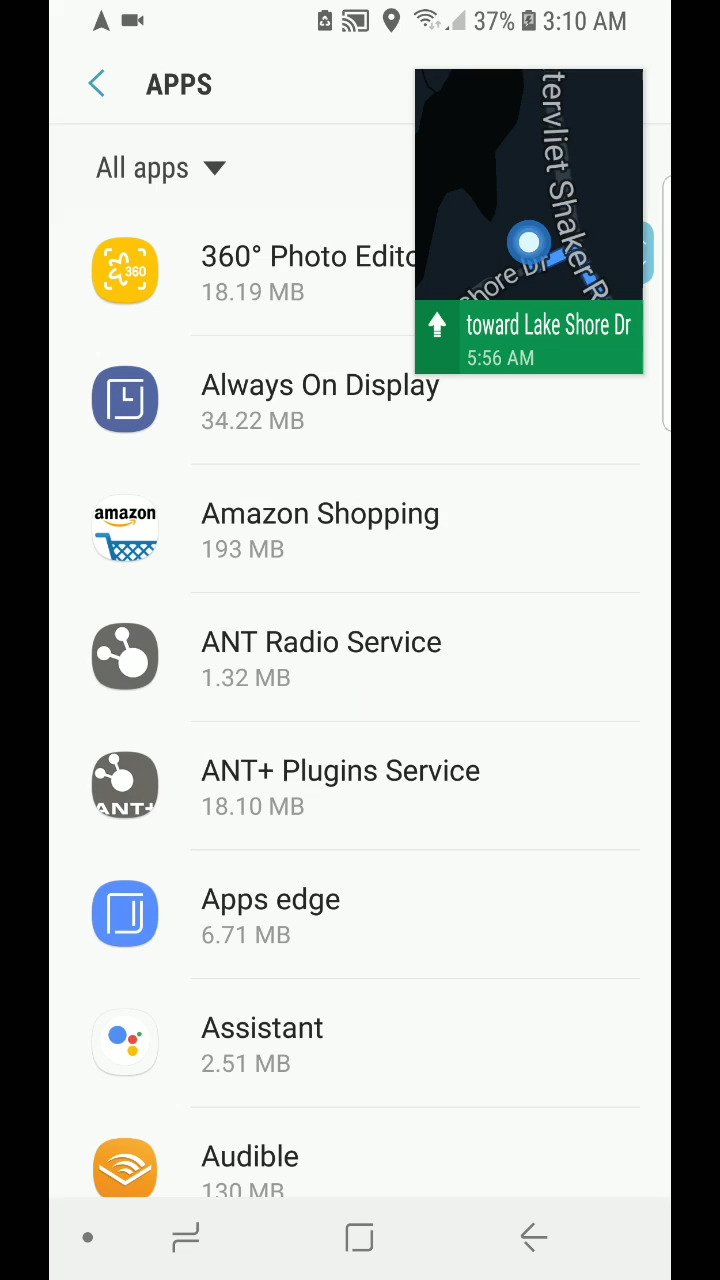 37% 3:10 AM
APPS
All apps
tervliet Shaker R
Shore Dr
toward Lake Shore Dr
5:56 AM
360
360° Photo Edito
18.19 MB
Always On Display
34.22 MB
amazon
Amazon Shopping
193 MB
ANT Radio Service
1.32 MB
ANT+
ANT+ Plugins Service
18.10 MB
Apps edge
6.71 MB
Assistant
2.51 MB
Audible
130 MB